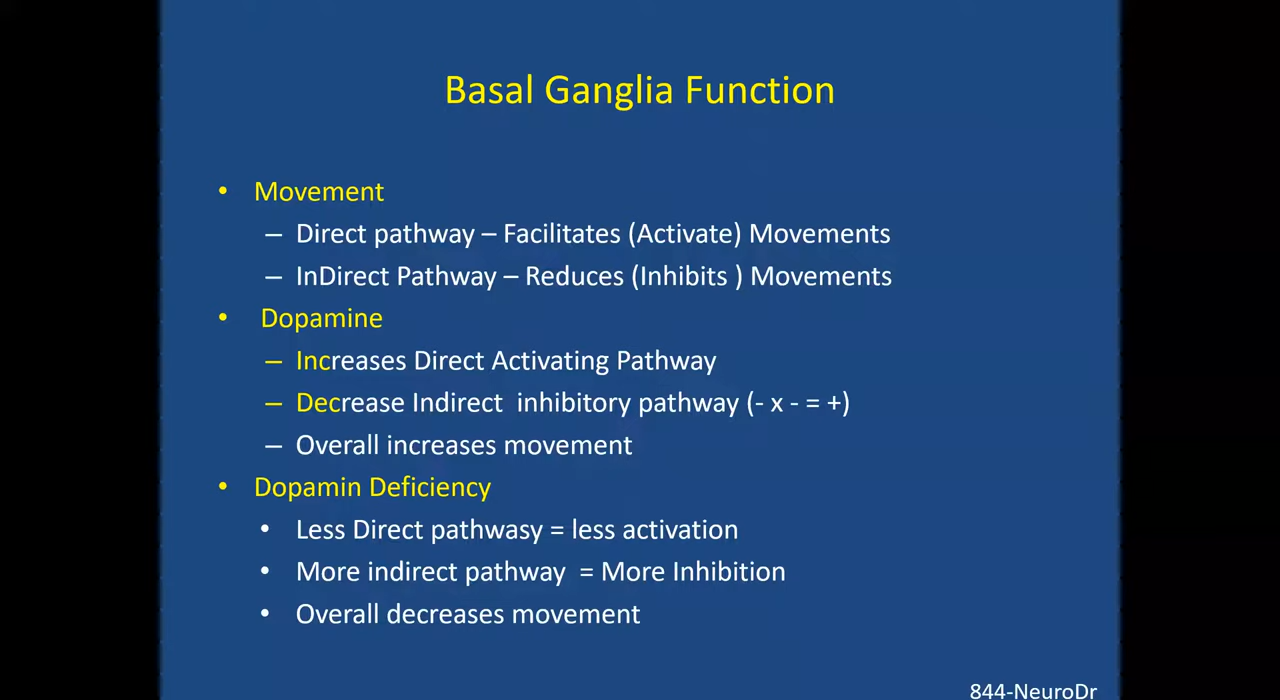 Basal Ganglia Function
• Movement
– Direct pathway – Facilitates (Activate) Movements
– InDirect Pathway – Reduces (Inhibits ) Movements
• Dopamine
– Increases Direct Activating Pathway
– Decrease Indirect  inhibitory pathway (- x - = +)
– Overall increases movement
• Dopamin Deficiency
• Less Direct pathwasy = less activation
• More indirect pathway  = More Inhibition
• Overall decreases movement
844-NeuroDr